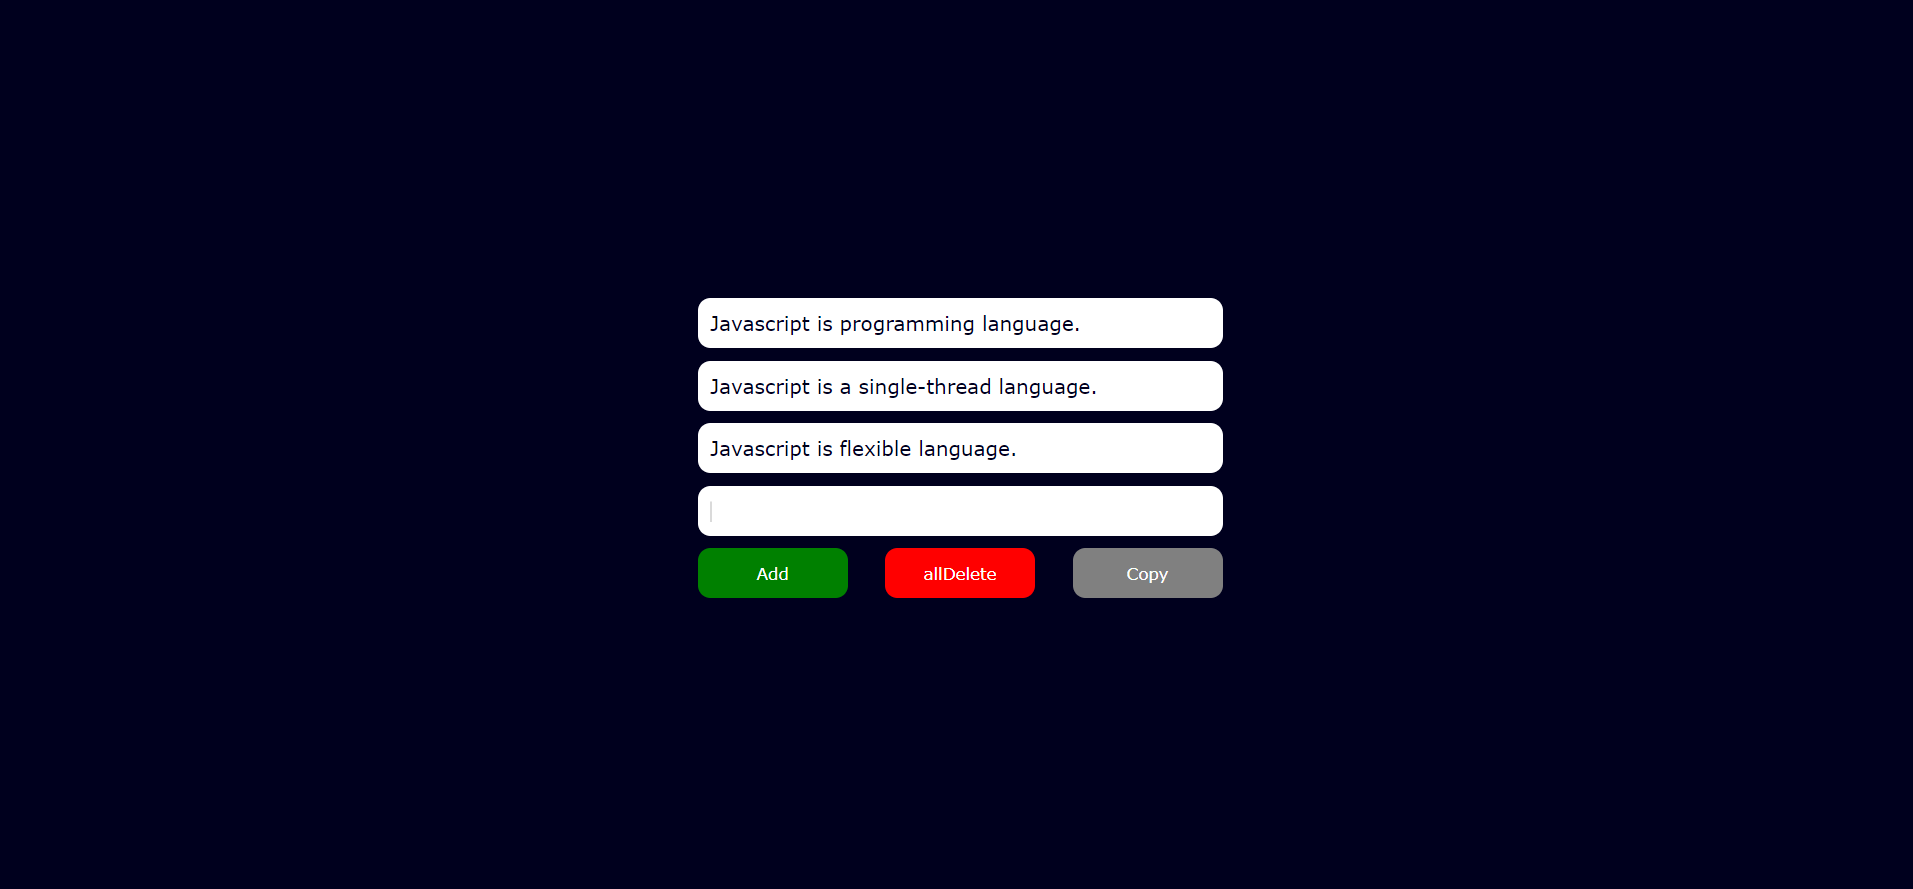 Javascript is programming language.
Javascript is a single-thread language.
Javascript is flexible language.
Add
allDelete
Copy